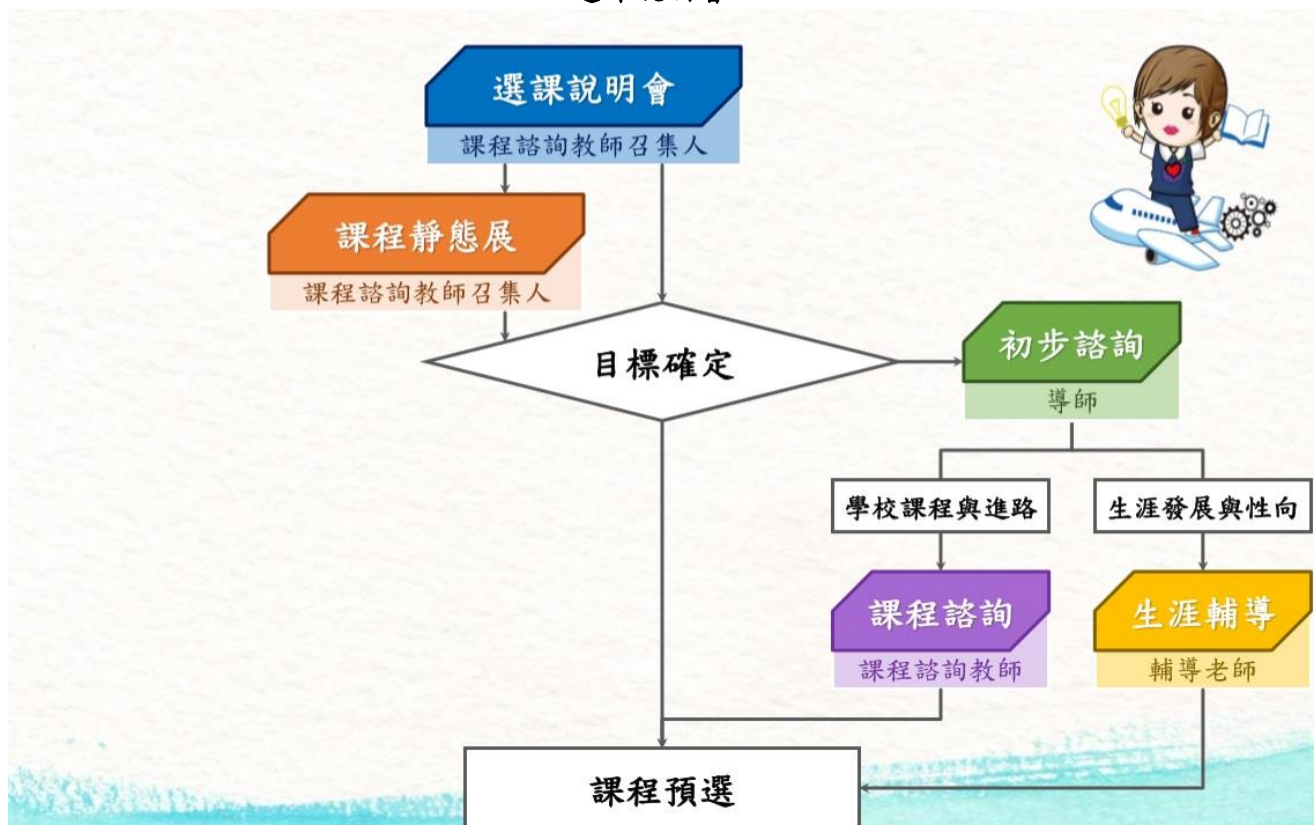 選課說明會
課程諮詢教師召集人
課程靜態展
課程諮詢教師召集人
目標確定
初步諮詢
導師
學校課程與進路
生涯發展與性向
課程諮詢
課程諮詢教師
生涯輔導
輔導老師
課程預選